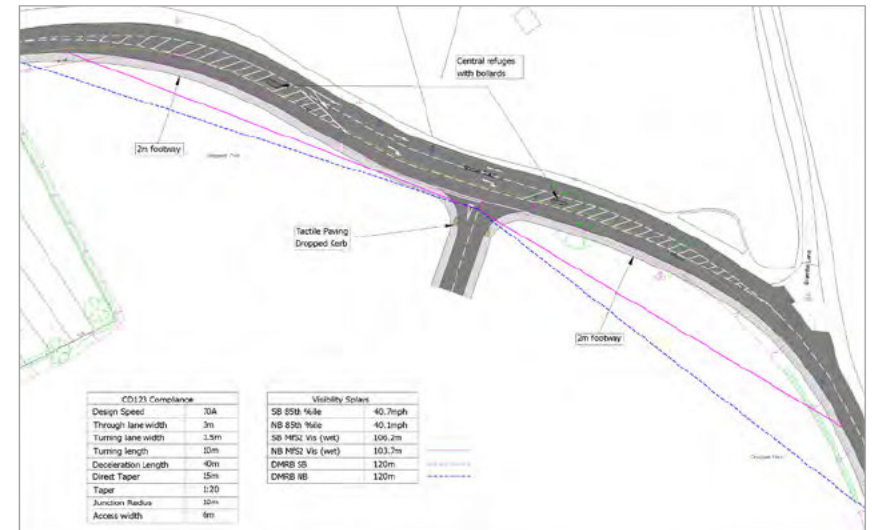 Central refuges
with bollards
2m footway
Tactile Paving
Dropped Kerb
2m footway
CD123 Compliance
Design Speed 70A
Through lane width 3m
Turning lane width 3.5m
Turning length 10m
Deceleration Length 40m
Direct Taper 15m
Taper 1:20
Junction Radius 10m
Access width 6m
Visibility Splays
SB 85th %ile 40.7mph
NB 85th %ile 40.1mph
SB MfS2 Vis (wet) 106.2m
NB MfS2 Vis (wet) 103.7m
DMRB SB 120m
DMRB NB 120m